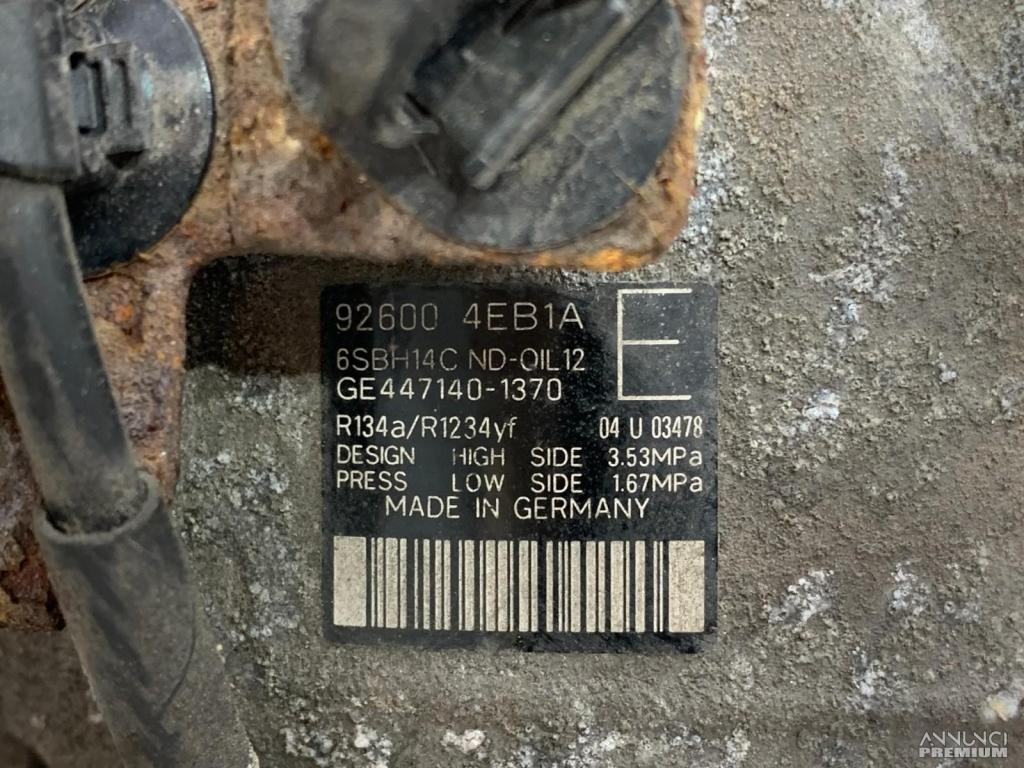 92600 4EB1A
E
6SBH14C ND-OIL12
GE447140-1370
R134a/R1234yf 04 U 03478
DESIGN HIGH SIDE 3.53MPa
PRESS LOW SIDE 1.67MPa
MADE IN GERMANY
ANNUNCI
PREMIUM